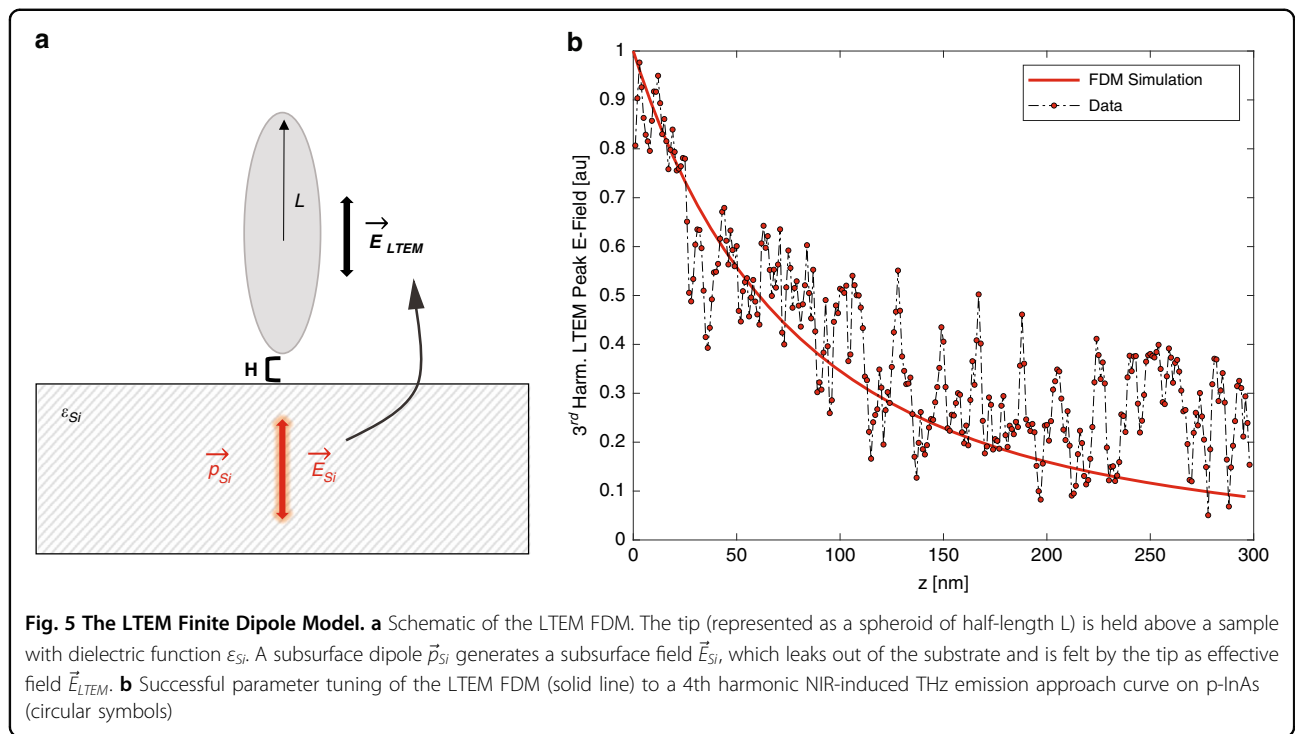 a
L
E LTEM
H
εSi
pSi
ESi
b
3rd Harm. LTEM Peak E-Field [au]
1
0.9
0.8
0.7
0.6
0.5
0.4
0.3
0.2
0.1
0
0 50 100 150 200 250 300
z [nm]
FDM Simulation
Data
Fig. 5 The LTEM Finite Dipole Model. a Schematic of the LTEM FDM. The tip (represented as a spheroid of half-length L) is held above a sample
with dielectric function εSi. A subsurface dipole p⃗Si generates a subsurface field E⃗Si, which leaks out of the substrate and is felt by the tip as effective
field E⃗LTEM. b Successful parameter tuning of the LTEM FDM (solid line) to a 4th harmonic NIR-induced THz emission approach curve on p-InAs
(circular symbols)